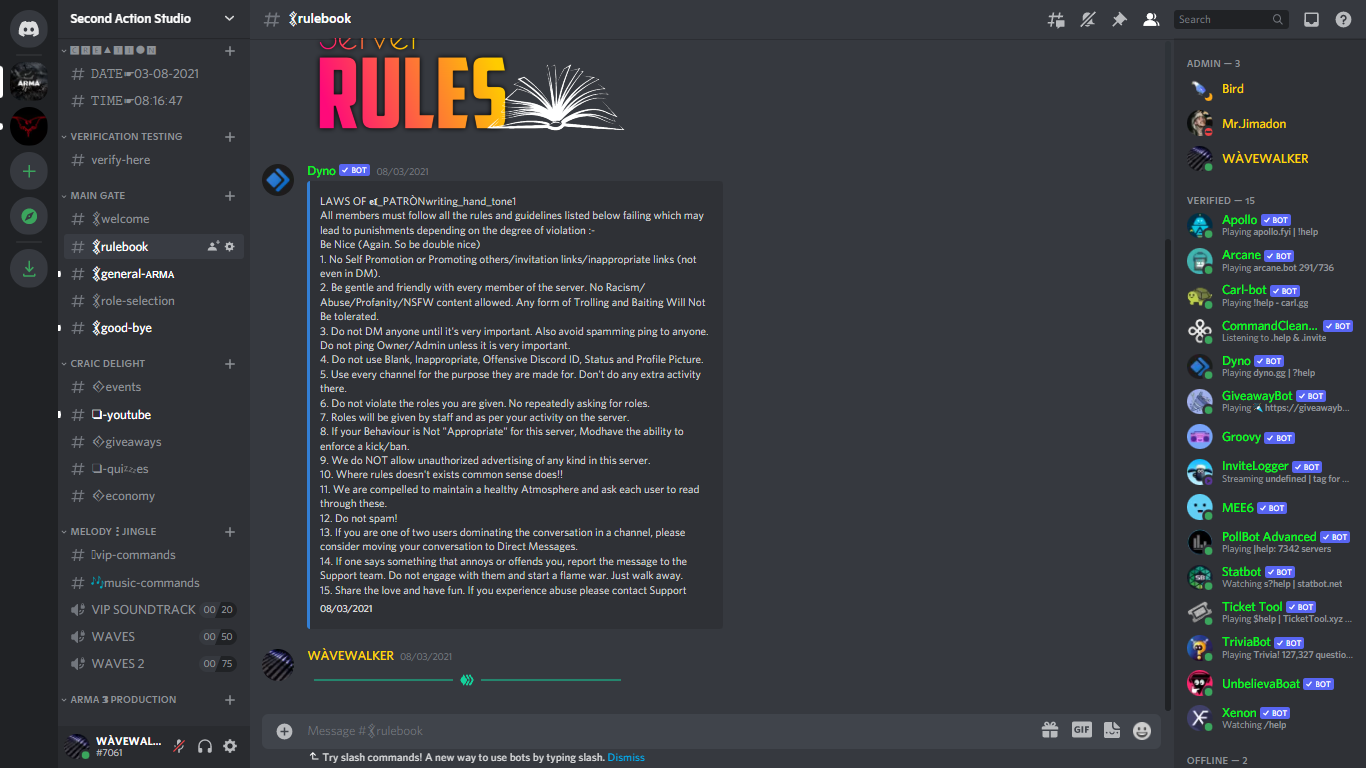 Second Action Studio
CREATION
DATE☛03-08-2021
TIME☛08:16:47
VERIFICATION TESTING
verify-here
MAIN GATE
welcome
rulebook
general-ARMA
role-selection
good-bye
CRAIC DELIGHT
events
-youtube
giveaways
-quizzes
economy
MELODY⋮JINGLE
vip-commands
🎶music-commands
VIP SOUNDTRACK 00 20
WAVES 00 50
WAVES 2 00 75
ARMA 3 PRODUCTION
WÀVEWAL...
#7061
ARMA
# rulebook
Search
Server
RULES
Dyno ✓ BOT 08/03/2021
LAWS OF _PATRÒNwriting_hand_tone1
All members must follow all the rules and guidelines listed below failing which may
lead to punishments depending on the degree of violation :-
Be Nice (Again. So be double nice)
1. No Self Promotion or Promoting others/invitation links/inappropriate links (not
even in DM).
2. Be gentle and friendly with every member of the server. No Racism/
Abuse/Profanity/NSFW content allowed. Any form of Trolling and Baiting Will Not
Be tolerated.
3. Do not DM anyone until it's very important. Also avoid spamming ping to anyone.
Do not ping Owner/Admin unless it is very important.
4. Do not use Blank, Inappropriate, Offensive Discord ID, Status and Profile Picture.
5. Use every channel for the purpose they are made for. Don't do any extra activity
there.
6. Do not violate the roles you are given. No repeatedly asking for roles.
7. Roles will be given by staff and as per your activity on the server.
8. If your Behaviour is Not "Appropriate" for this server, Modhave the ability to
enforce a kick/ban.
9. We do NOT allow unauthorized advertising of any kind in this server.
10. Where rules doesn't exists common sense does!!
11. We are compelled to maintain a healthy Atmosphere and ask each user to read
through these.
12. Do not spam!
13. If you are one of two users dominating the conversation in a channel, please
consider moving your conversation to Direct Messages.
14. If one says something that annoys or offends you, report the message to the
Support team. Do not engage with them and start a flame war. Just walk away.
15. Share the love and have fun. If you experience abuse please contact Support
08/03/2021
WÀVEWALKER 08/03/2021
Message # rulebook
GIF
Try slash commands! A new way to use bots by typing slash. Dismiss
ADMIN — 3
Bird
Mr.Jimadon
WÀVEWALKER
VERIFIED — 15
Apollo ✓ BOT
Playing apollo.fyi | !help
Arcane ✓ BOT
Playing arcane.bot 291/736
Carl-bot ✓ BOT
Playing !help - carl.gg
CommandClean... ✓ BOT
Listening to .help & .invite
Dyno ✓ BOT
Playing dyno.gg | ?help
GiveawayBot ✓ BOT
Playing https://giveawayb...
Groovy ✓ BOT
InviteLogger ✓ BOT
Streaming undefined | tag for ...
MEE6 ✓ BOT
PollBot Advanced ✓ BOT
Playing |help: 7342 servers
Statbot ✓ BOT
Watching s?help | statbot.net
Ticket Tool ✓ BOT
Playing $help | TicketTool.xyz ...
TriviaBot ✓ BOT
Playing Trivia! 127,327 questio...
UnbelievaBoat ✓ BOT
Xenon ✓ BOT
Watching /help
OFFLINE — 2